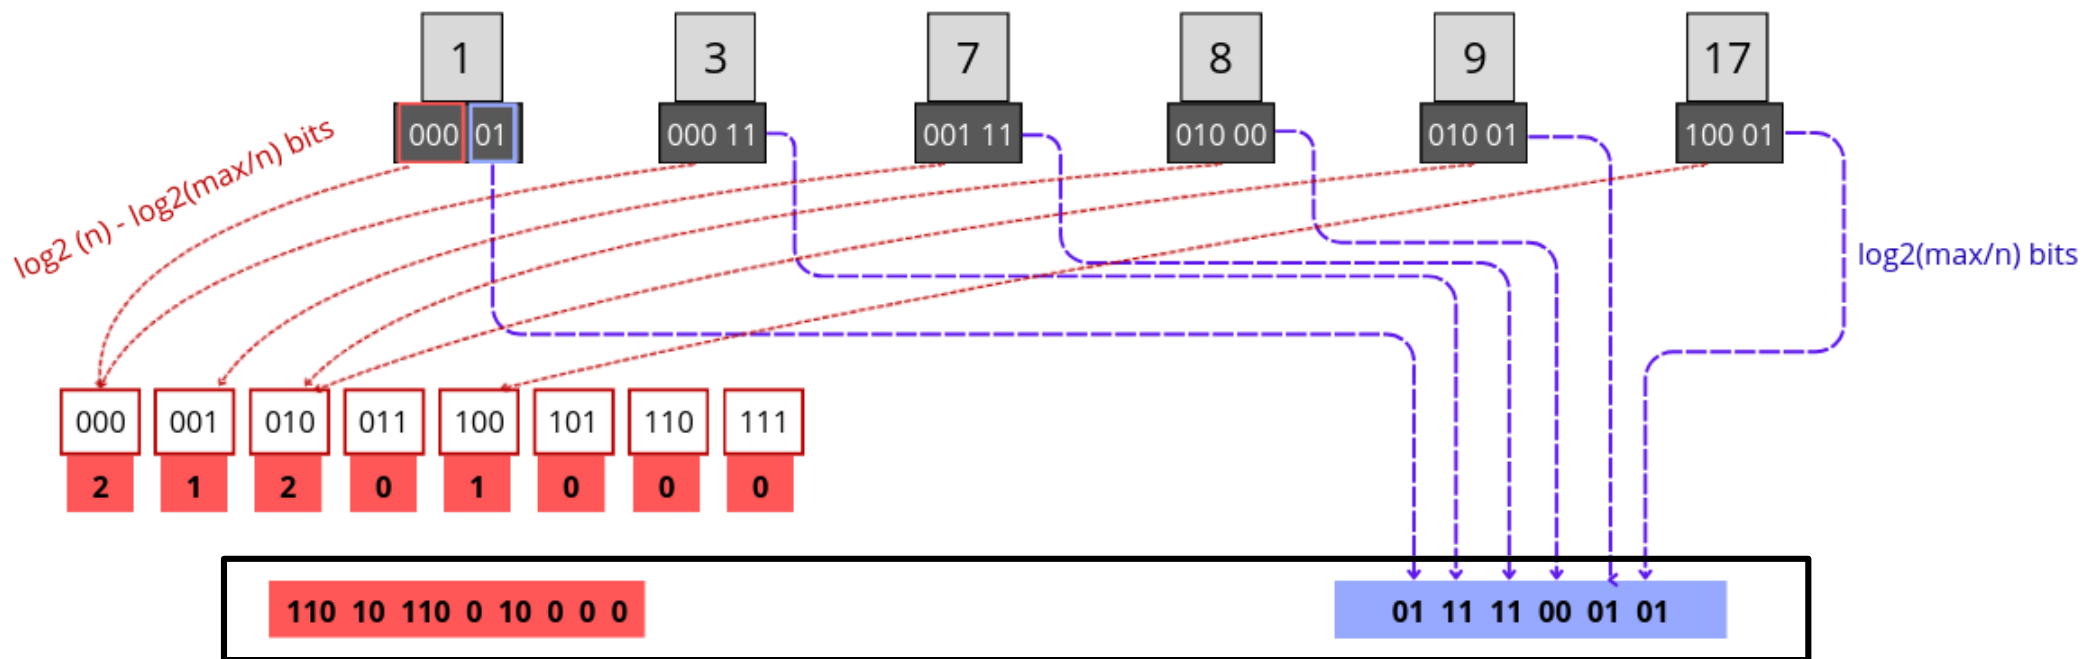 1 3 7 8 9 17
000 01 000 11 001 11 010 00 010 01 100 01
log2 (n) - log2(max/n) bits
log2(max/n) bits
000 001 010 011 100 101 110 111
2 1 2 0 1 0 0 0
110 10 110 0 10 0 0 0 01 11 11 00 01 01